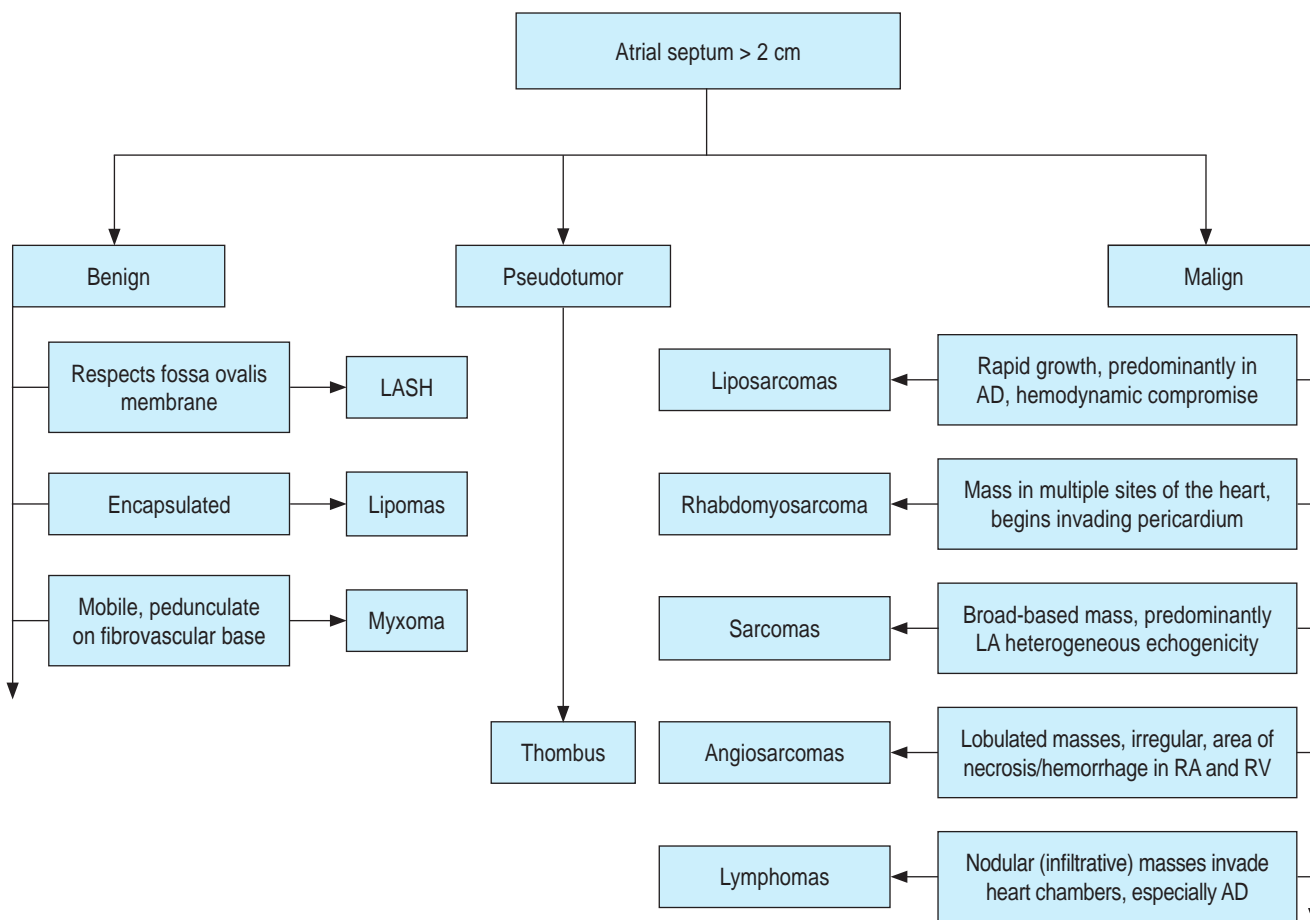 Atrial septum > 2 cm
Benign
Pseudotumor
Malign
Respects fossa ovalis
membrane
LASH
Encapsulated
Lipomas
Mobile, pedunculate
on fibrovascular base
Myxoma
Thombus
Liposarcomas
Rapid growth, predominantly in
AD, hemodynamic compromise
Rhabdomyosarcoma
Mass in multiple sites of the heart,
begins invading pericardium
Sarcomas
Broad-based mass, predominantly
LA heterogeneous echogenicity
Angiosarcomas
Lobulated masses, irregular, area of
necrosis/hemorrhage in RA and RV
Lymphomas
Nodular (infiltrative) masses invade
heart chambers, especially AD